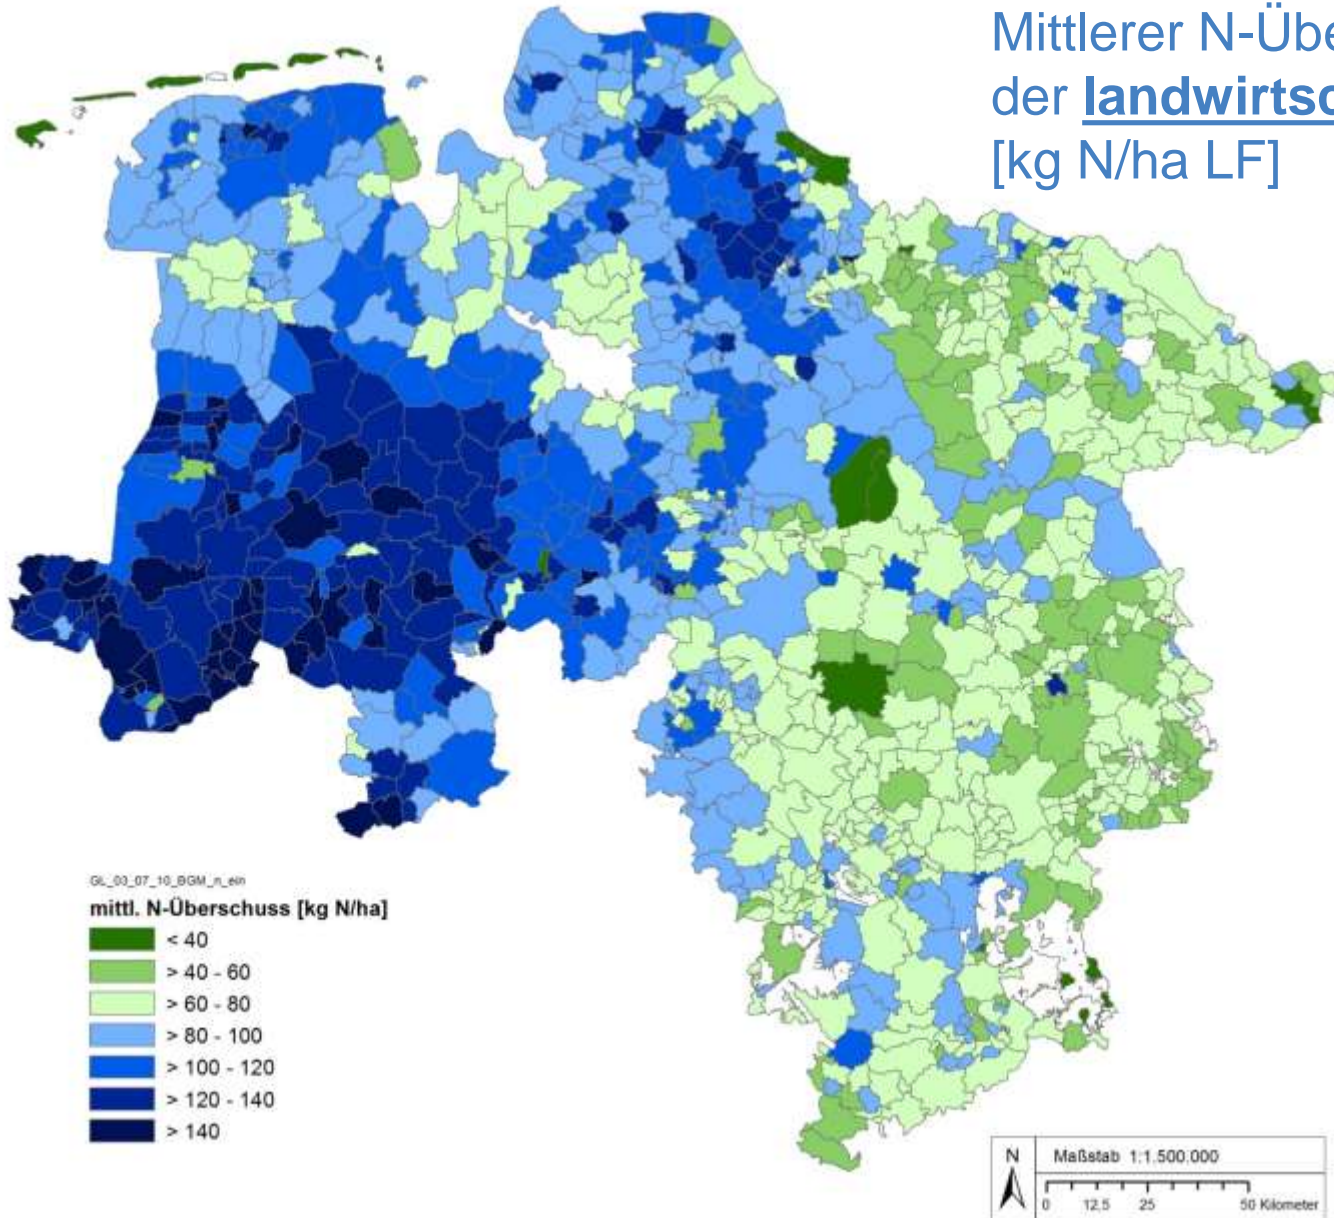 Mittlerer N-Übe
der landwirtsc
[kg N/ha LF]
GL_03_07_10_BGM_n_ein
mittl. N-Überschuss [kg N/ha]
< 40
> 40 - 60
> 60 - 80
> 80 - 100
> 100 - 120
> 120 - 140
> 140
N
Maßstab 1:1.500.000
0 12,5 25 50 Kilometer